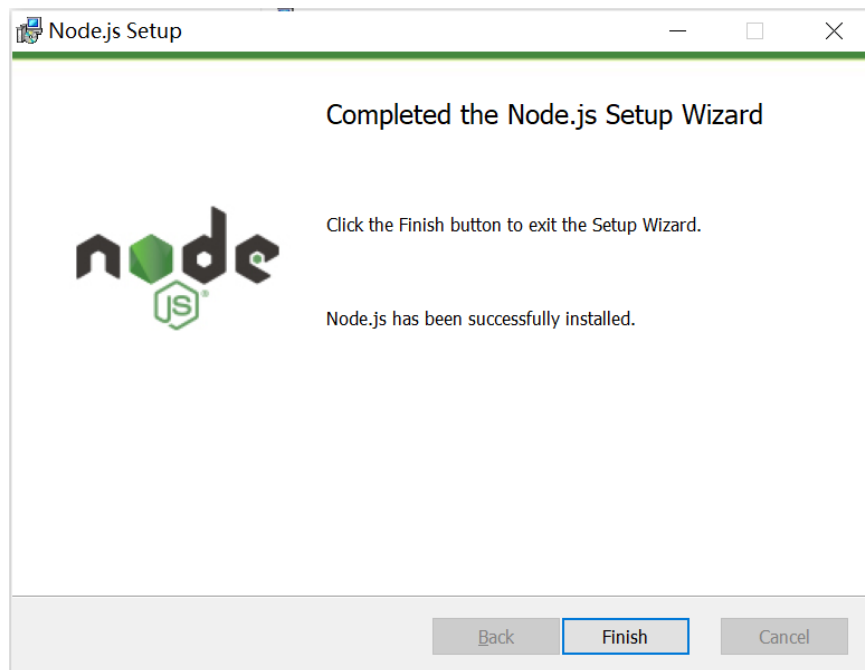 Node.js Setup
Completed the Node.js Setup Wizard
Click the Finish button to exit the Setup Wizard.
node
JS
Node.js has been successfully installed.
Back
Finish
Cancel